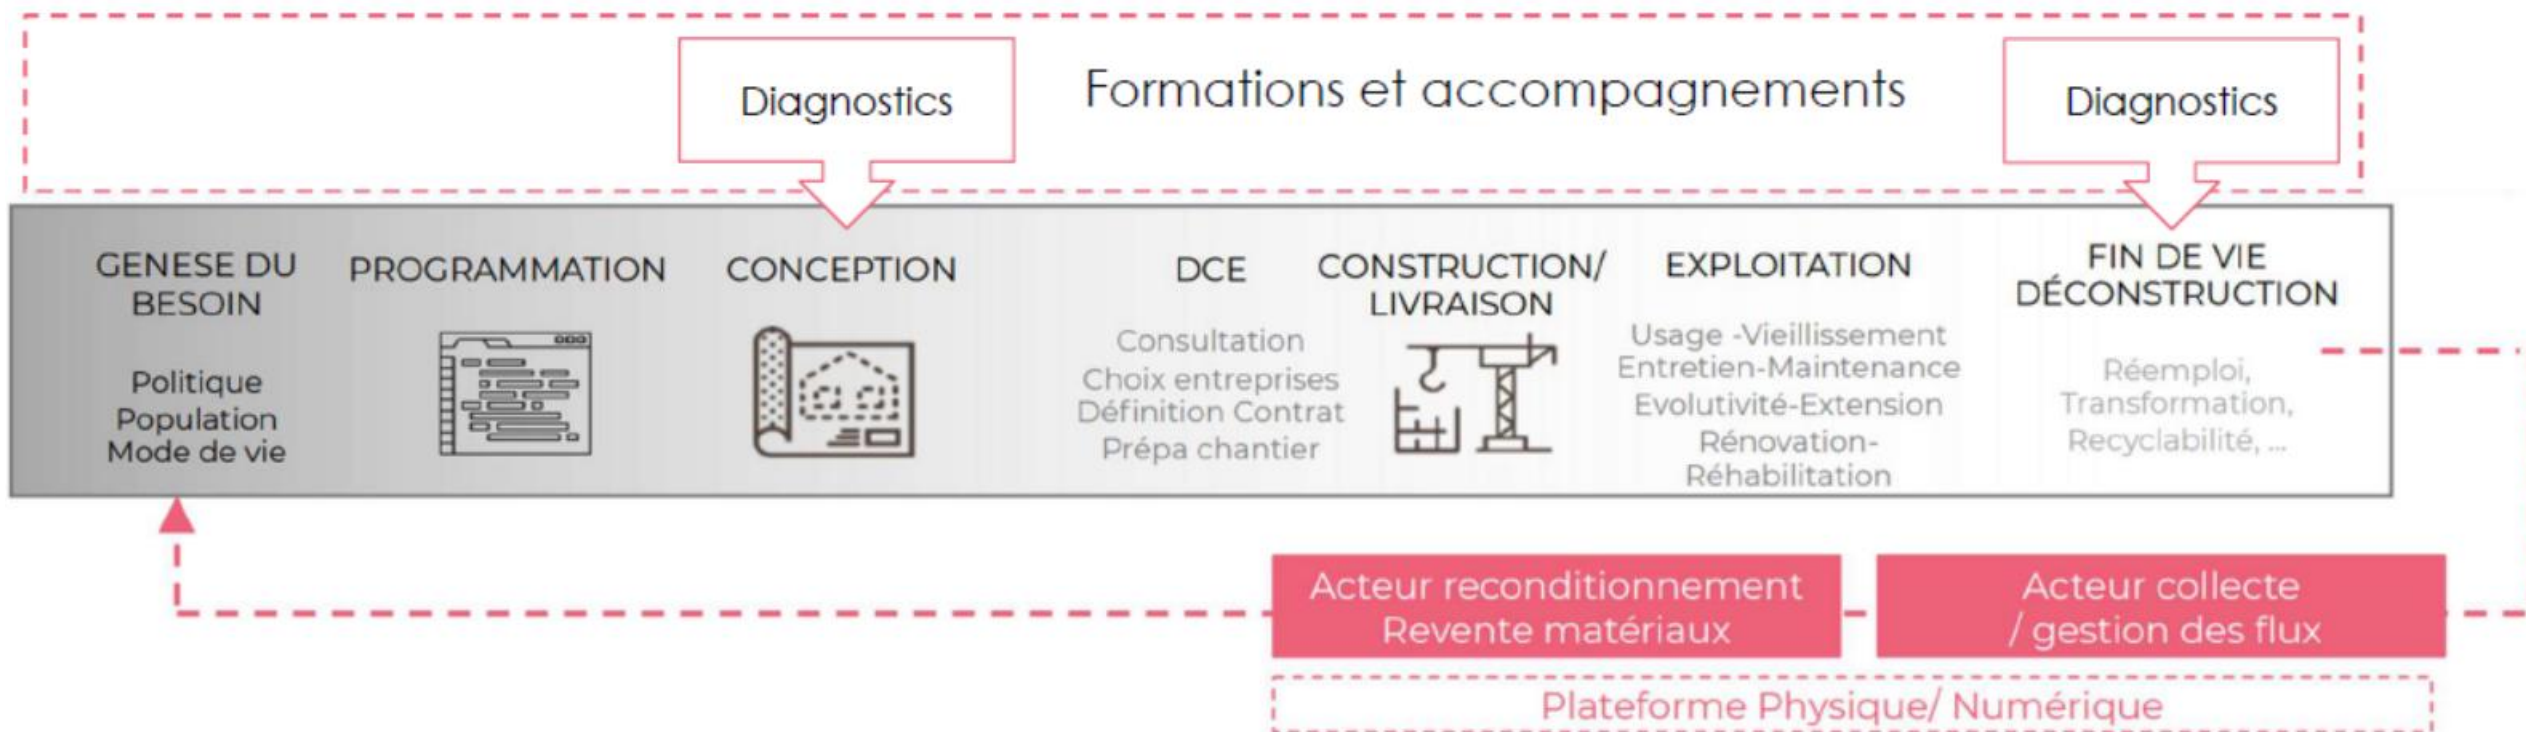 Diagnostics
Formations et accompagnements
Diagnostics
GENESE DU
BESOIN
Politique
Population
Mode de vie
PROGRAMMATION
CONCEPTION
DCE
Consultation
Choix entreprises
Définition Contrat
Prépa chantier
CONSTRUCTION/
LIVRAISON
EXPLOITATION
Usage -Vieillissement
Entretien-Maintenance
Evolutivité-Extension
Rénovation-
Réhabilitation
FIN DE VIE
DÉCONSTRUCTION
Réemploi,
Transformation,
Recyclabilité, ...
Acteur reconditionnement
Revente matériaux
Acteur collecte
/ gestion des flux
Plateforme Physique/ Numérique